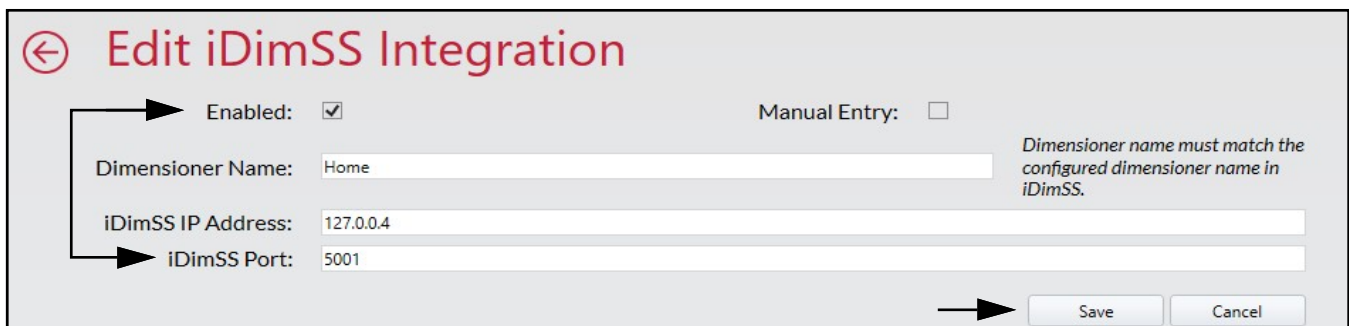 Edit iDimSS Integration
Enabled:
Manual Entry:
Dimensioner Name: Home
Dimensioner name must match the
configured dimensioner name in
iDimSS.
iDimSS IP Address: 127.0.0.4
iDimSS Port: 5001
Save Cancel